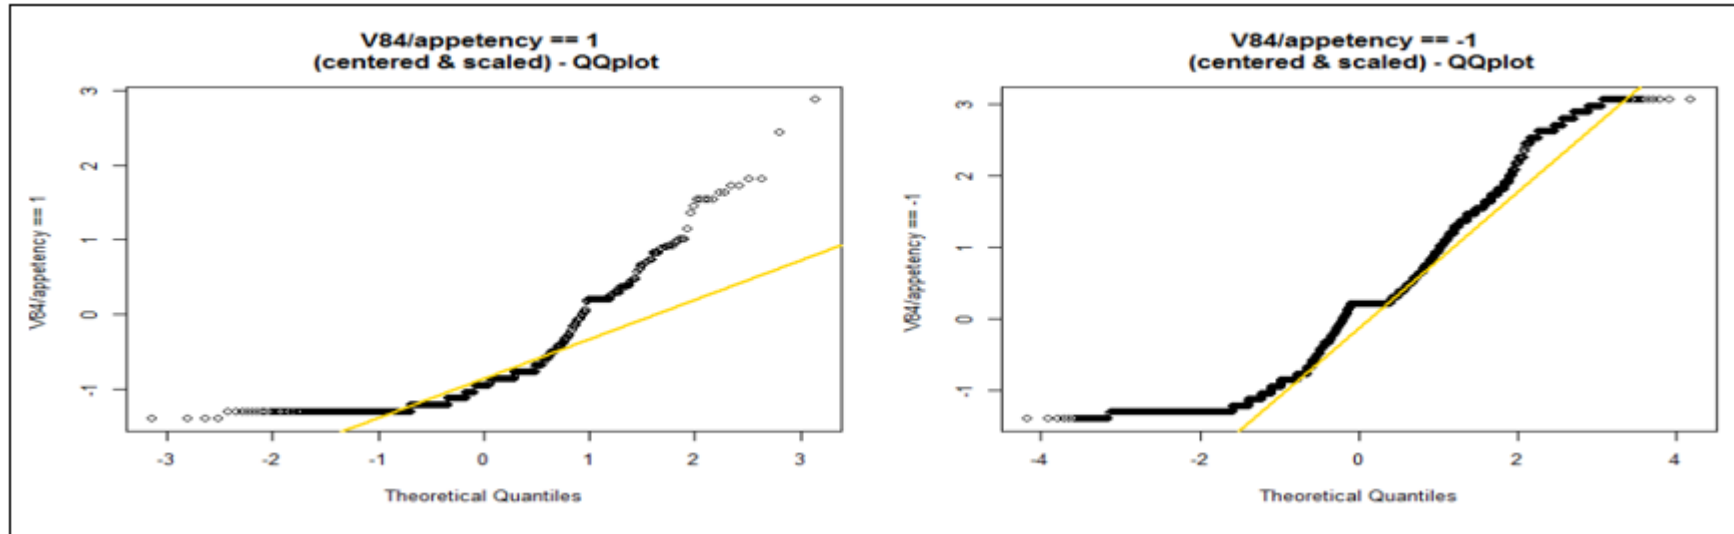 V84/appetency == 1
(centered & scaled) - QQplot
V84/appetency == 1
3
2
1
0
-1
-3
-2
-1
0
1
2
3
Theoretical Quantiles
V84/appetency == -1
(centered & scaled) - QQplot
V84/appetency == -1
3
2
1
0
-1
-4
-2
0
2
4
Theoretical Quantiles